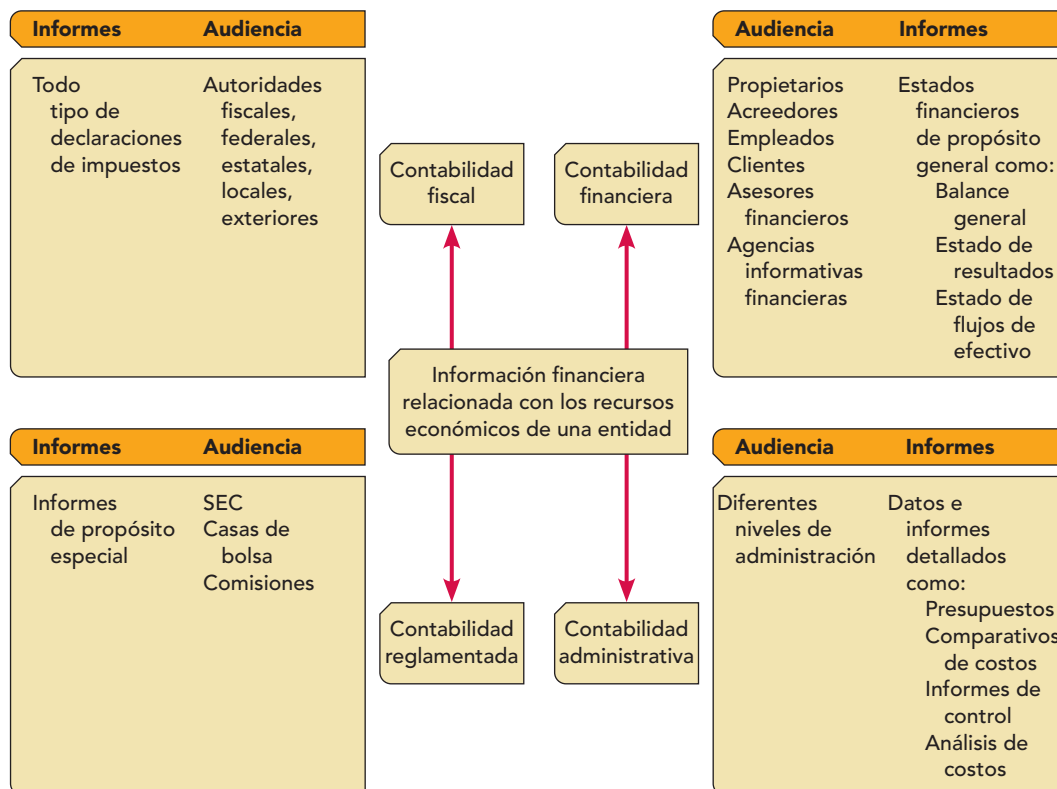 Informes Audiencia
Todo
tipo de
declaraciones
de impuestos
Autoridades
fiscales,
federales,
estatales,
locales,
exteriores
Contabilidad
fiscal
Contabilidad
financiera
Audiencia Informes
Propietarios
Acreedores
Empleados
Clientes
Asesores
financieros
Agencias
informativas
financieras
Estados
financieros
de propósito
general como:
Balance
general
Estado de
resultados
Estado de
flujos de
efectivo
Información financiera
relacionada con los recursos
económicos de una entidad
Informes Audiencia
Informes
de propósito
especial
SEC
Casas de
bolsa
Comisiones
Contabilidad
reglamentada
Contabilidad
administrativa
Audiencia Informes
Diferentes
niveles de
administración
Datos e
informes
detallados
como:
Presupuestos
Comparativos
de costos
Informes de
control
Análisis de
costos